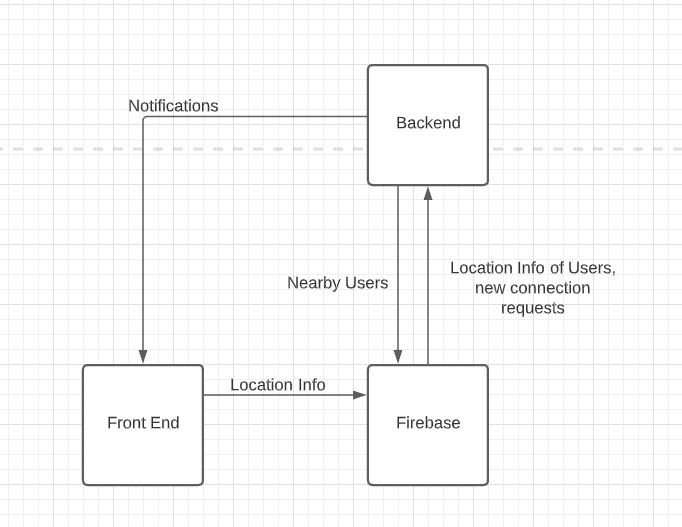 Notifications
Backend
Nearby Users
Location Info of Users,
new connection
requests
Location Info
Front End
Firebase